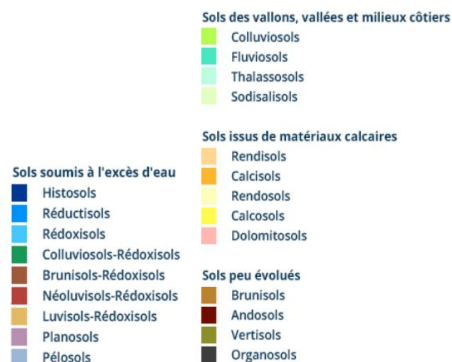 Sols des vallons, vallées et milieux côtiers
Colluviosols
Fluviosols
Thalassosols
Sodisalisols
Sols issus de matériaux calcaires
Rendisols
Calcisols
Rendosols
Calcosols
Dolomitosols
Sols soumis à l'excès d'eau
Histosols
Réductisols
Rédoxisols
Colluviosols-Rédoxisols
Brunisols-Rédoxisols
Néoluvisols-Rédoxisols
Luvisols-Rédoxisols
Planosols
Pélosols
Sols peu évolués
Brunisols
Andosols
Vertisols
Organosols